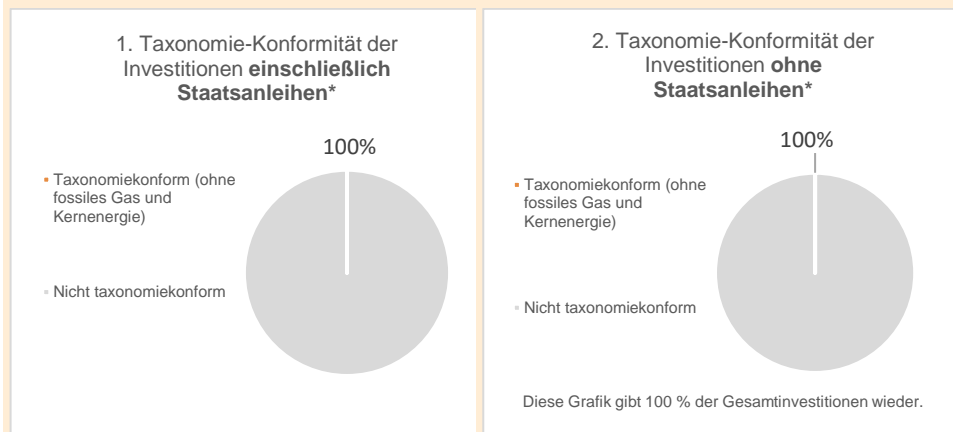 1. Taxonomie-Konformität der
Investitionen einschließlich
Staatsanleihen*
100%
Taxonomiekonform (ohne
fossiles Gas und
Kernenergie)
Nicht taxonomiekonform
2. Taxonomie-Konformität der
Investitionen ohne
Staatsanleihen*
100%
Taxonomiekonform (ohne
fossiles Gas und
Kernenergie)
Nicht taxonomiekonform
Diese Grafik gibt 100 % der Gesamtinvestitionen wieder.